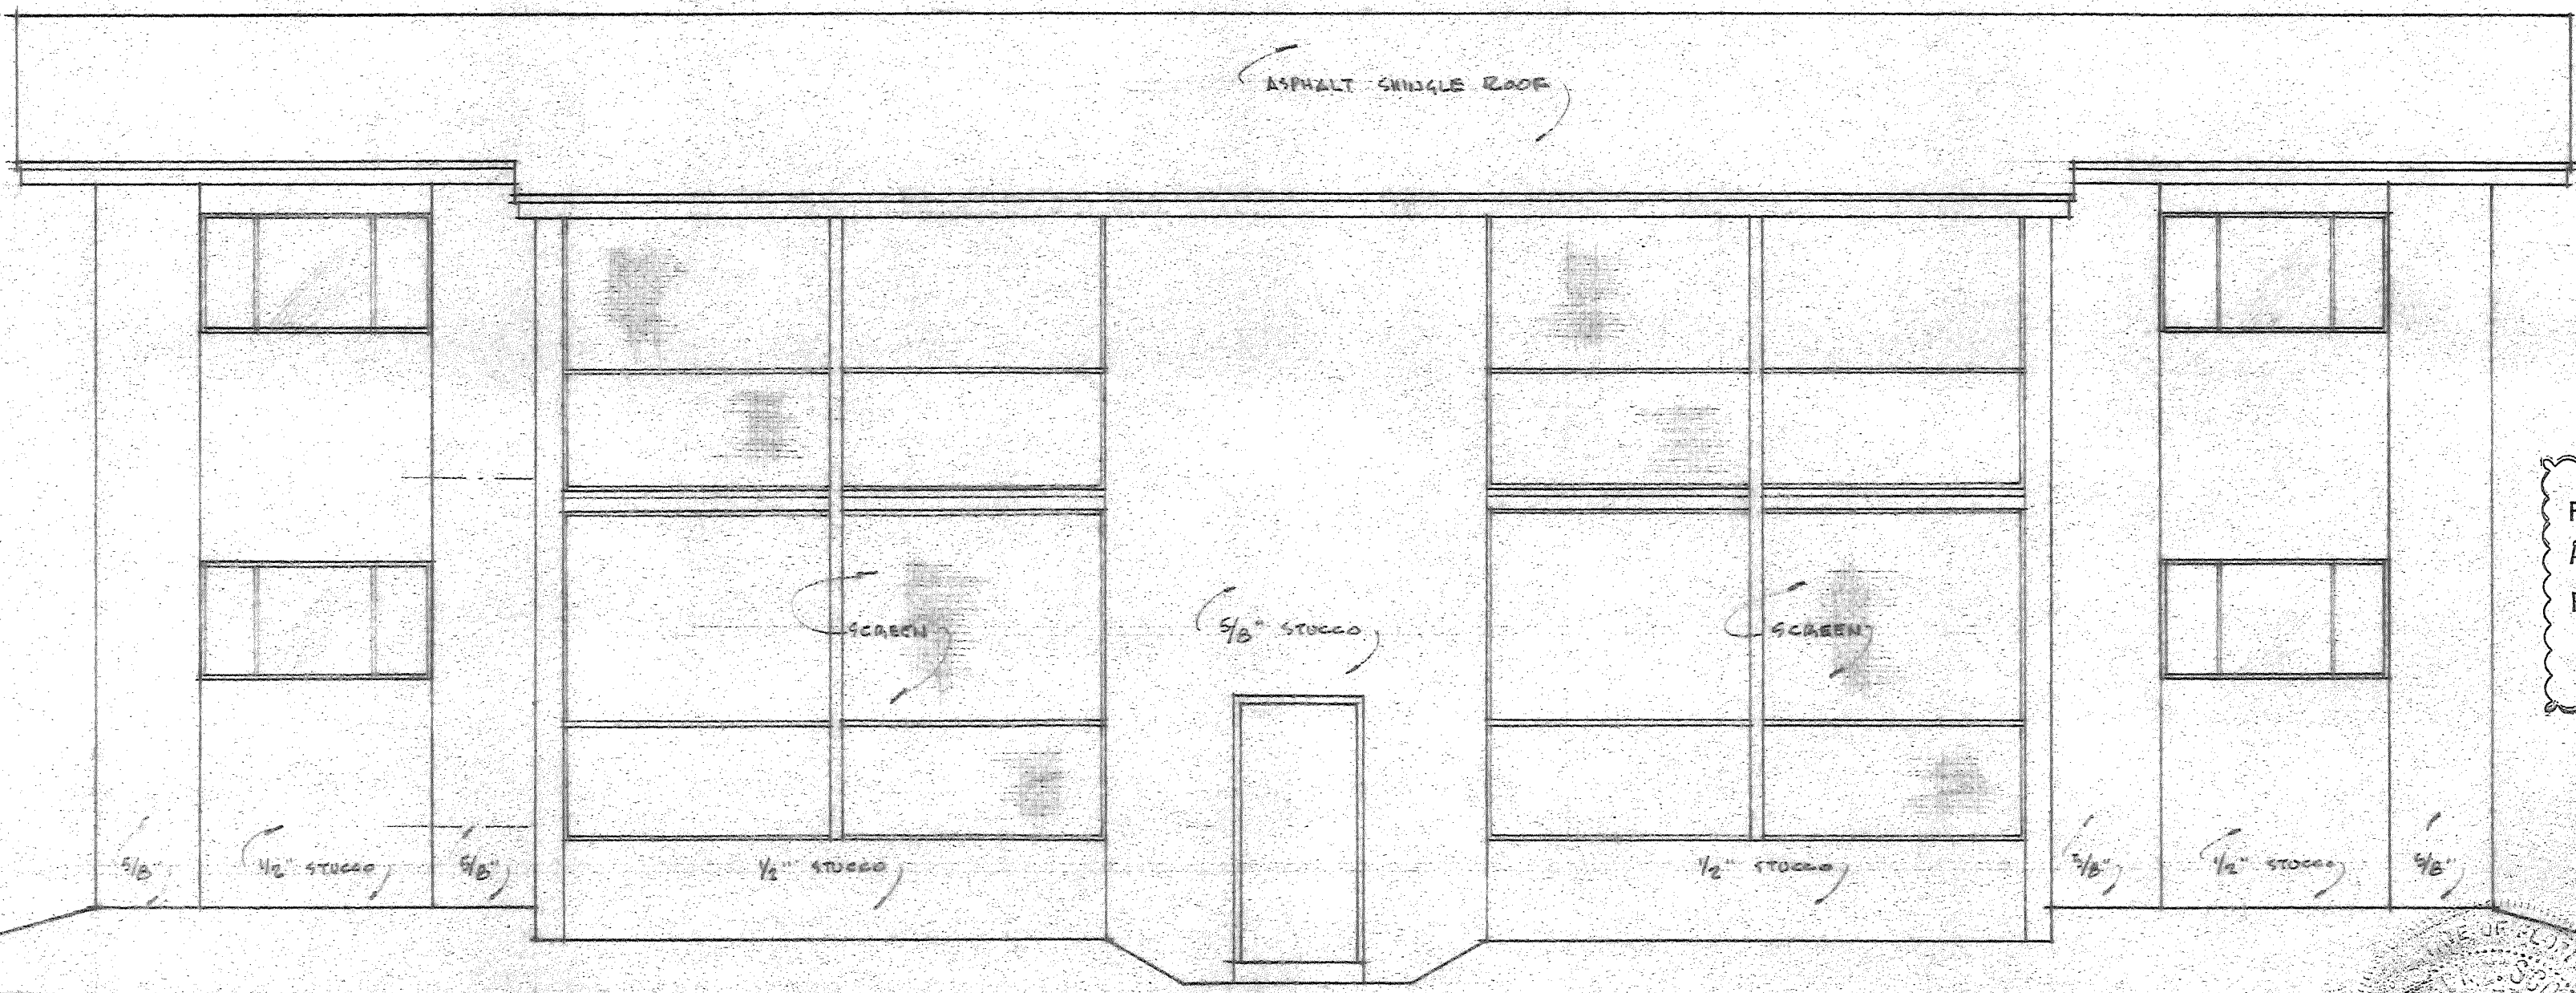 ASPHALT SHINGLE ROOF
SCREEN
5/8" STUCCO
SCREEN
5/8"
1/2" STUCCO
5/8"
1/2" STUCCO
1/2" STUCCO
5/8"
1/2" STUCCO
5/8"